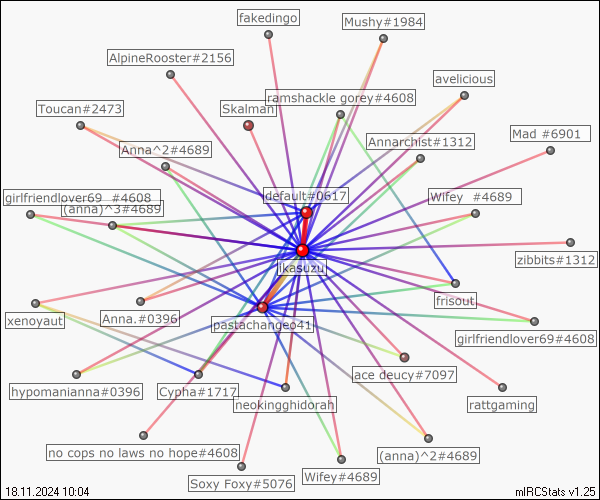 fakedingo
Mushy#1984
AlpineRooster#2156
avelicious
ramshackle gorey#4608
Toucan#2473
Skalman
Annarchist#1312
Mad #6901
Anna^2#4689
default#0617
girlfriendlover69 #4608
Wifey #4689
(anna)^3#4689
likasuzu
zibbits#1312
frisout
xenoyaut
Anna.#0396
pastachange41
girlfriendlover69#4608
ace deucy#7097
hypomanianna#0396
Cypha#1717
neokingghidorah
rattgaming
no cops no laws no hope#4608
(anna)^2#4689
Wifey#4689
Soxy Foxy#5076
18.11.2024 10:04
mIRCStats v1.25